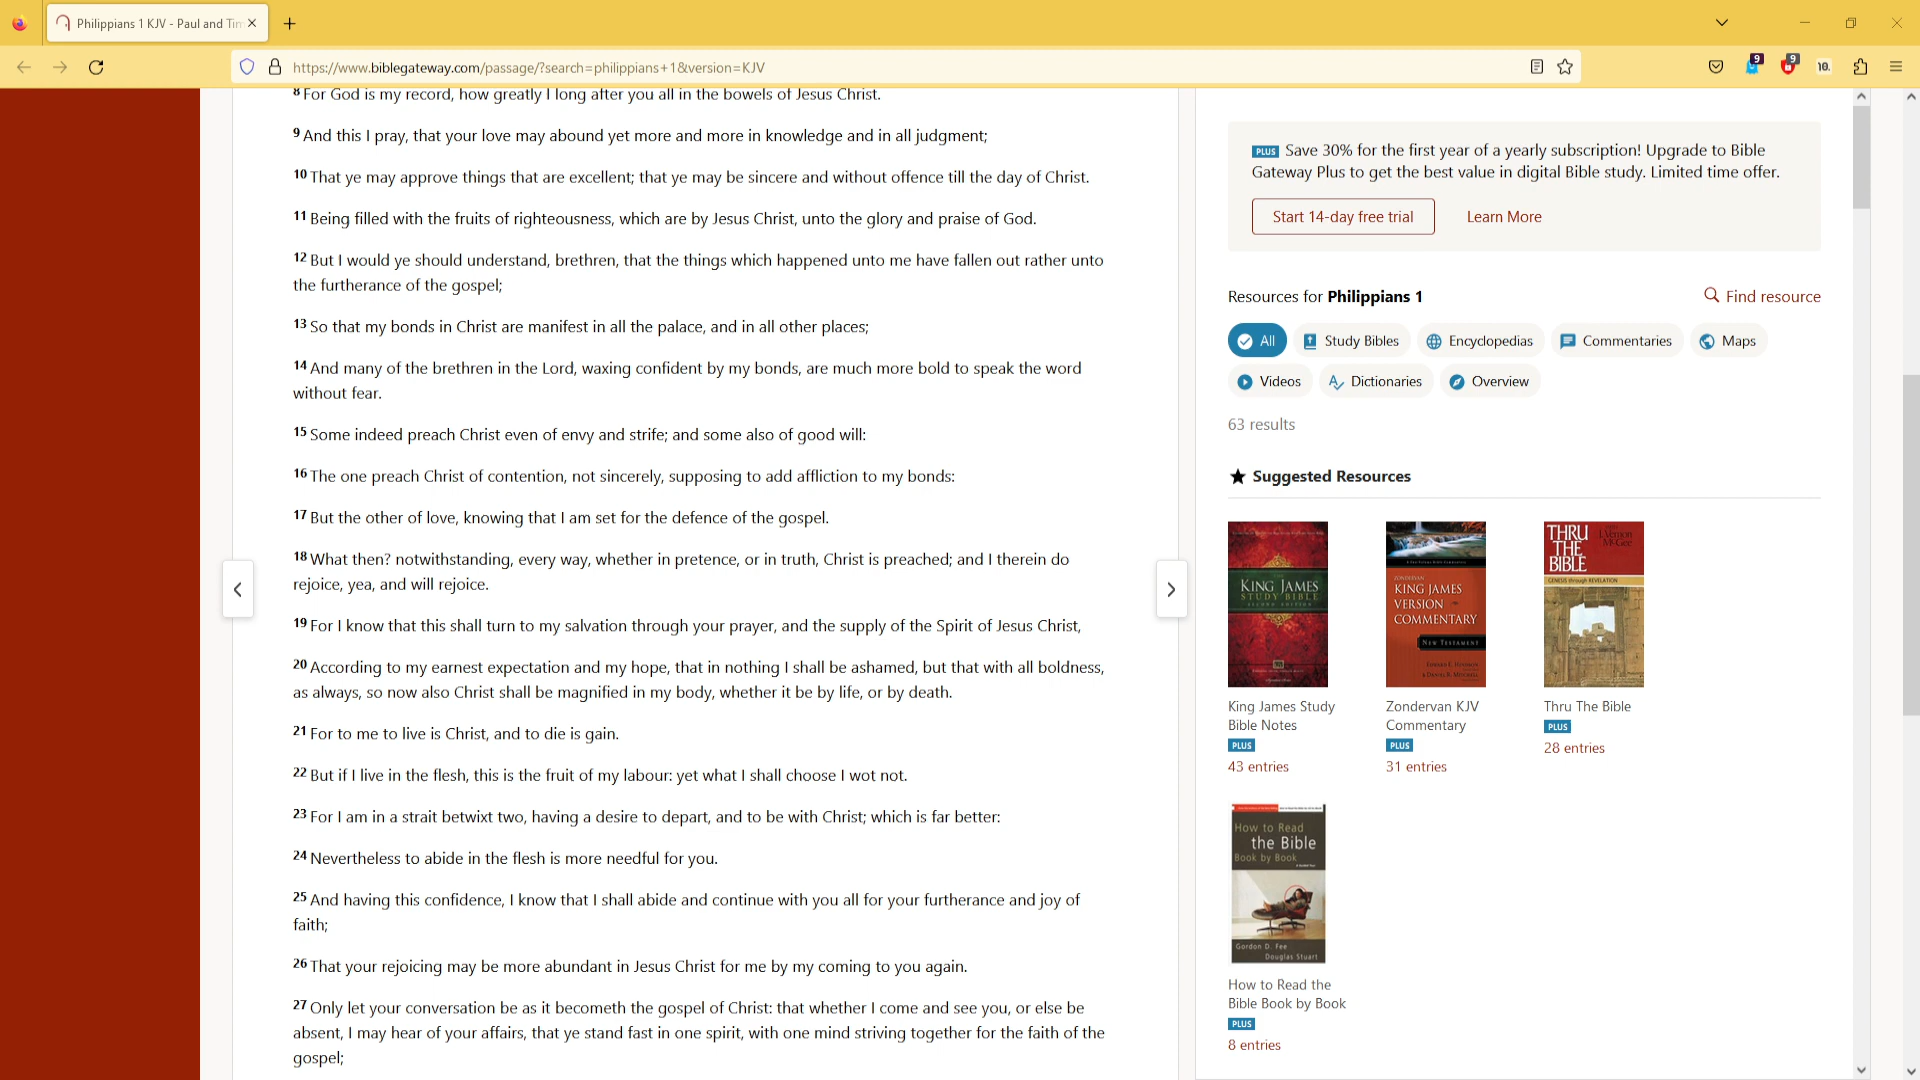 Philippians 1 KJV - Paul and Tim
https://www.biblegateway.com/passage/?search=philippians+1&version=KJV
9
9
10.
8 For God is my record, how greatly I long after you all in the bowels of Jesus Christ.
9 And this I pray, that your love may abound yet more and more in knowledge and in all judgment;
10 That ye may approve things that are excellent; that ye may be sincere and without offence till the day of Christ.
11 Being filled with the fruits of righteousness, which are by Jesus Christ, unto the glory and praise of God.
12 But I would ye should understand, brethren, that the things which happened unto me have fallen out rather unto
the furtherance of the gospel;
13 So that my bonds in Christ are manifest in all the palace, and in all other places;
14 And many of the brethren in the Lord, waxing confident by my bonds, are much more bold to speak the word
without fear.
15 Some indeed preach Christ even of envy and strife; and some also of good will:
16 The one preach Christ of contention, not sincerely, supposing to add affliction to my bonds:
17 But the other of love, knowing that I am set for the defence of the gospel.
18 What then? notwithstanding, every way, whether in pretence, or in truth, Christ is preached; and I therein do
rejoice, yea, and will rejoice.
19 For I know that this shall turn to my salvation through your prayer, and the supply of the Spirit of Jesus Christ,
20 According to my earnest expectation and my hope, that in nothing I shall be ashamed, but that with all boldness,
as always, so now also Christ shall be magnified in my body, whether it be by life, or by death.
21 For to me to live is Christ, and to die is gain.
22 But if I live in the flesh, this is the fruit of my labour: yet what I shall choose I wot not.
23 For I am in a strait betwixt two, having a desire to depart, and to be with Christ; which is far better:
24 Nevertheless to abide in the flesh is more needful for you.
25 And having this confidence, I know that I shall abide and continue with you all for your furtherance and joy of
faith;
26 That your rejoicing may be more abundant in Jesus Christ for me by my coming to you again.
27 Only let your conversation be as it becometh the gospel of Christ: that whether I come and see you, or else be
absent, I may hear of your affairs, that ye stand fast in one spirit, with one mind striving together for the faith of the
gospel;
PLUS Save 30% for the first year of a yearly subscription! Upgrade to Bible
Gateway Plus to get the best value in digital Bible study. Limited time offer.
Start 14-day free trial Learn More
Resources for Philippians 1 Find resource
All Study Bibles Encyclopedias Commentaries Maps
Videos Dictionaries Overview
63 results
Suggested Resources
KING JAMES
STUDY BIBLE
SECOND EDITION
King James Study
Bible Notes
PLUS
43 entries
ZONDERVAN
KING JAMES
VERSION
COMMENTARY
NEW TESTAMENT
Zondervan KJV
Commentary
PLUS
31 entries
THRU
THE
BIBLE
J. Vernon
McGee
GENESIS through REVELATION
Thru The Bible
PLUS
28 entries
How to Read
the Bible
Book by Book
Gordon D. Fee
Douglas Stuart
How to Read the
Bible Book by Book
PLUS
8 entries